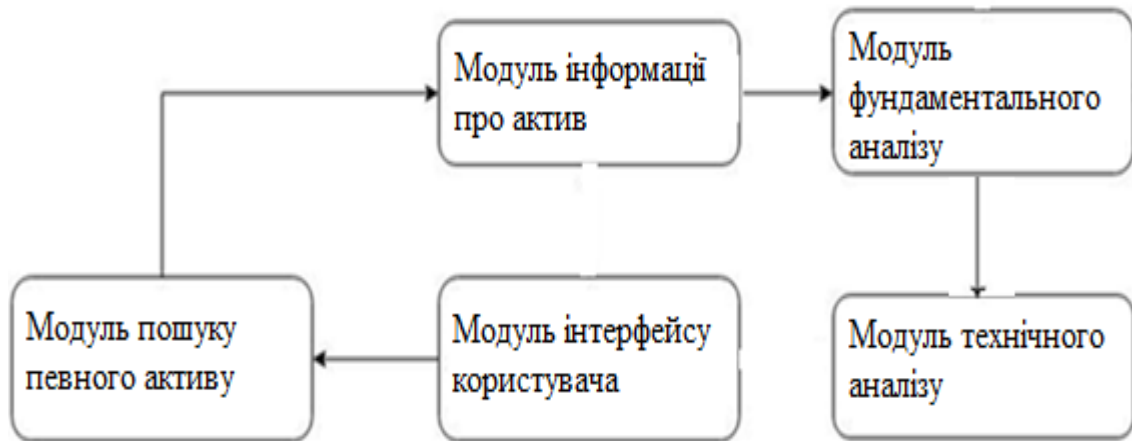 Модуль інформації
про актив
Модуль
фундаментального
аналізу
Модуль пошуку
певного активу
Модуль інтерфейсу
користувача
Модуль технічного
аналізу